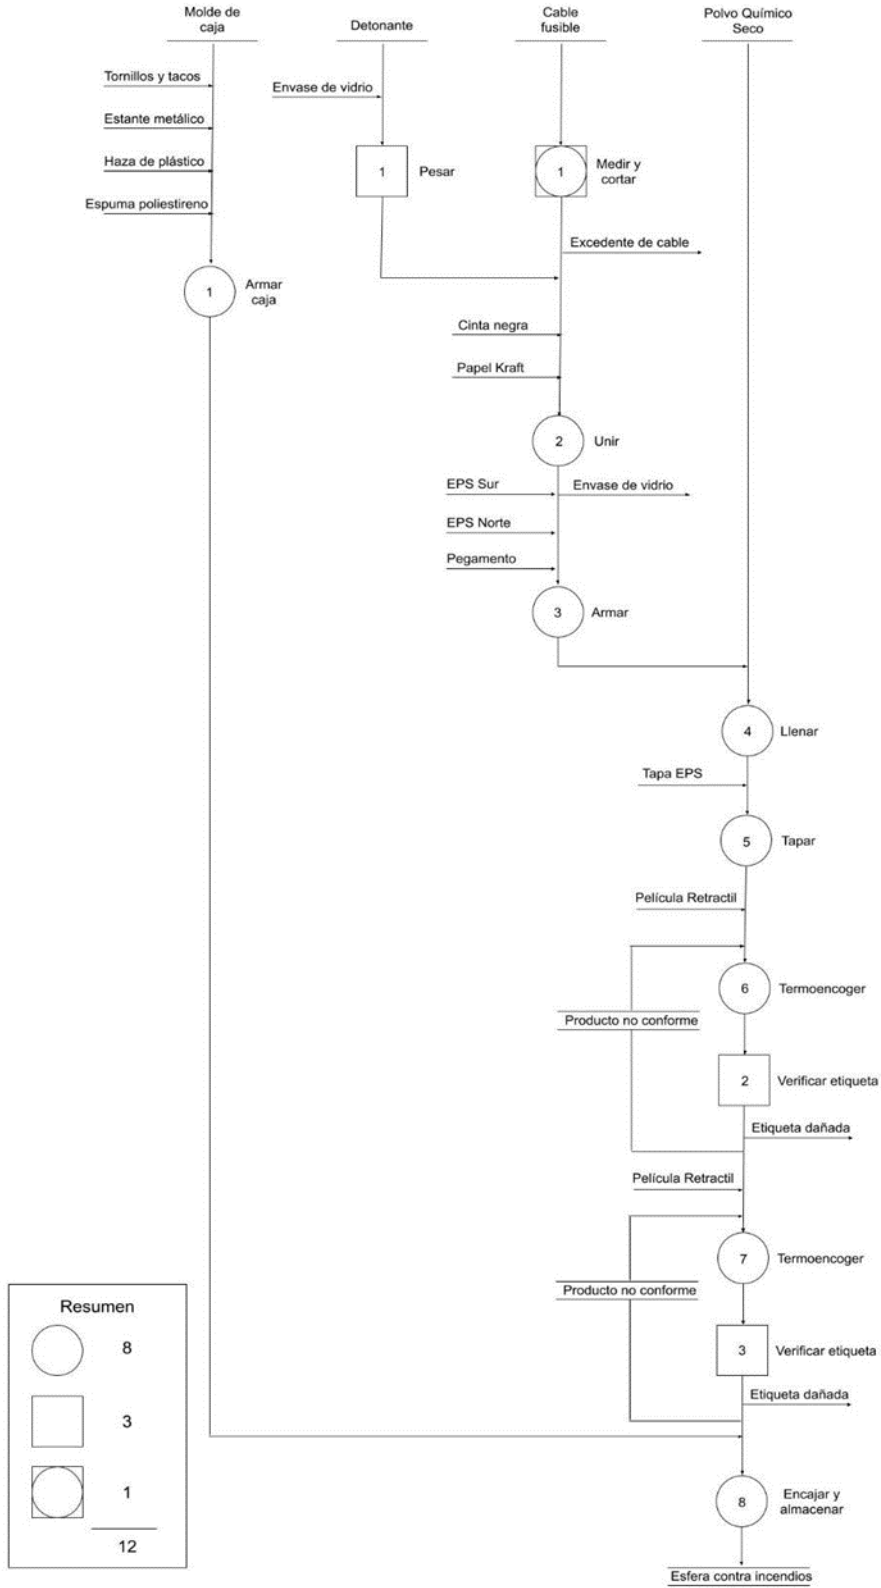 Molde de
caja
Detonante
Cable
fusible
Polvo Químico
Seco
Tornillos y tacos
Envase de vidrio
Estante metálico
Haza de plástico
1
Pesar
1
Medir y
cortar
Espuma poliestireno
Excedente de cable
1
Armar
caja
Cinta negra
Papel Kraft
2
Unir
EPS Sur
Envase de vidrio
EPS Norte
Pegamento
3
Armar
4
Llenar
Tapa EPS
5
Tapar
Película Retractil
6
Termoencoger
Producto no conforme
2
Verificar etiqueta
Etiqueta dañada
Película Retractil
7
Termoencoger
Producto no conforme
3
Verificar etiqueta
Etiqueta dañada
8
Encajar y
almacenar
Esfera contra incendios
Resumen
8
3
1
12